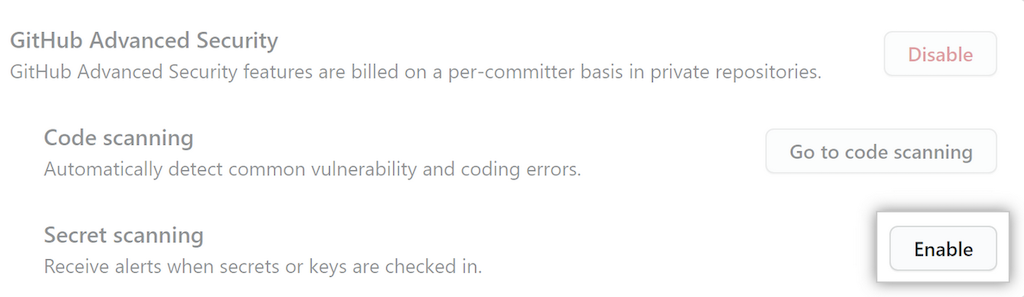 GitHub Advanced Security
Disable
GitHub Advanced Security features are billed on a per-committer basis in private repositories.
Code scanning
Go to code scanning
Automatically detect common vulnerability and coding errors.
Secret scanning
Enable
Receive alerts when secrets or keys are checked in.